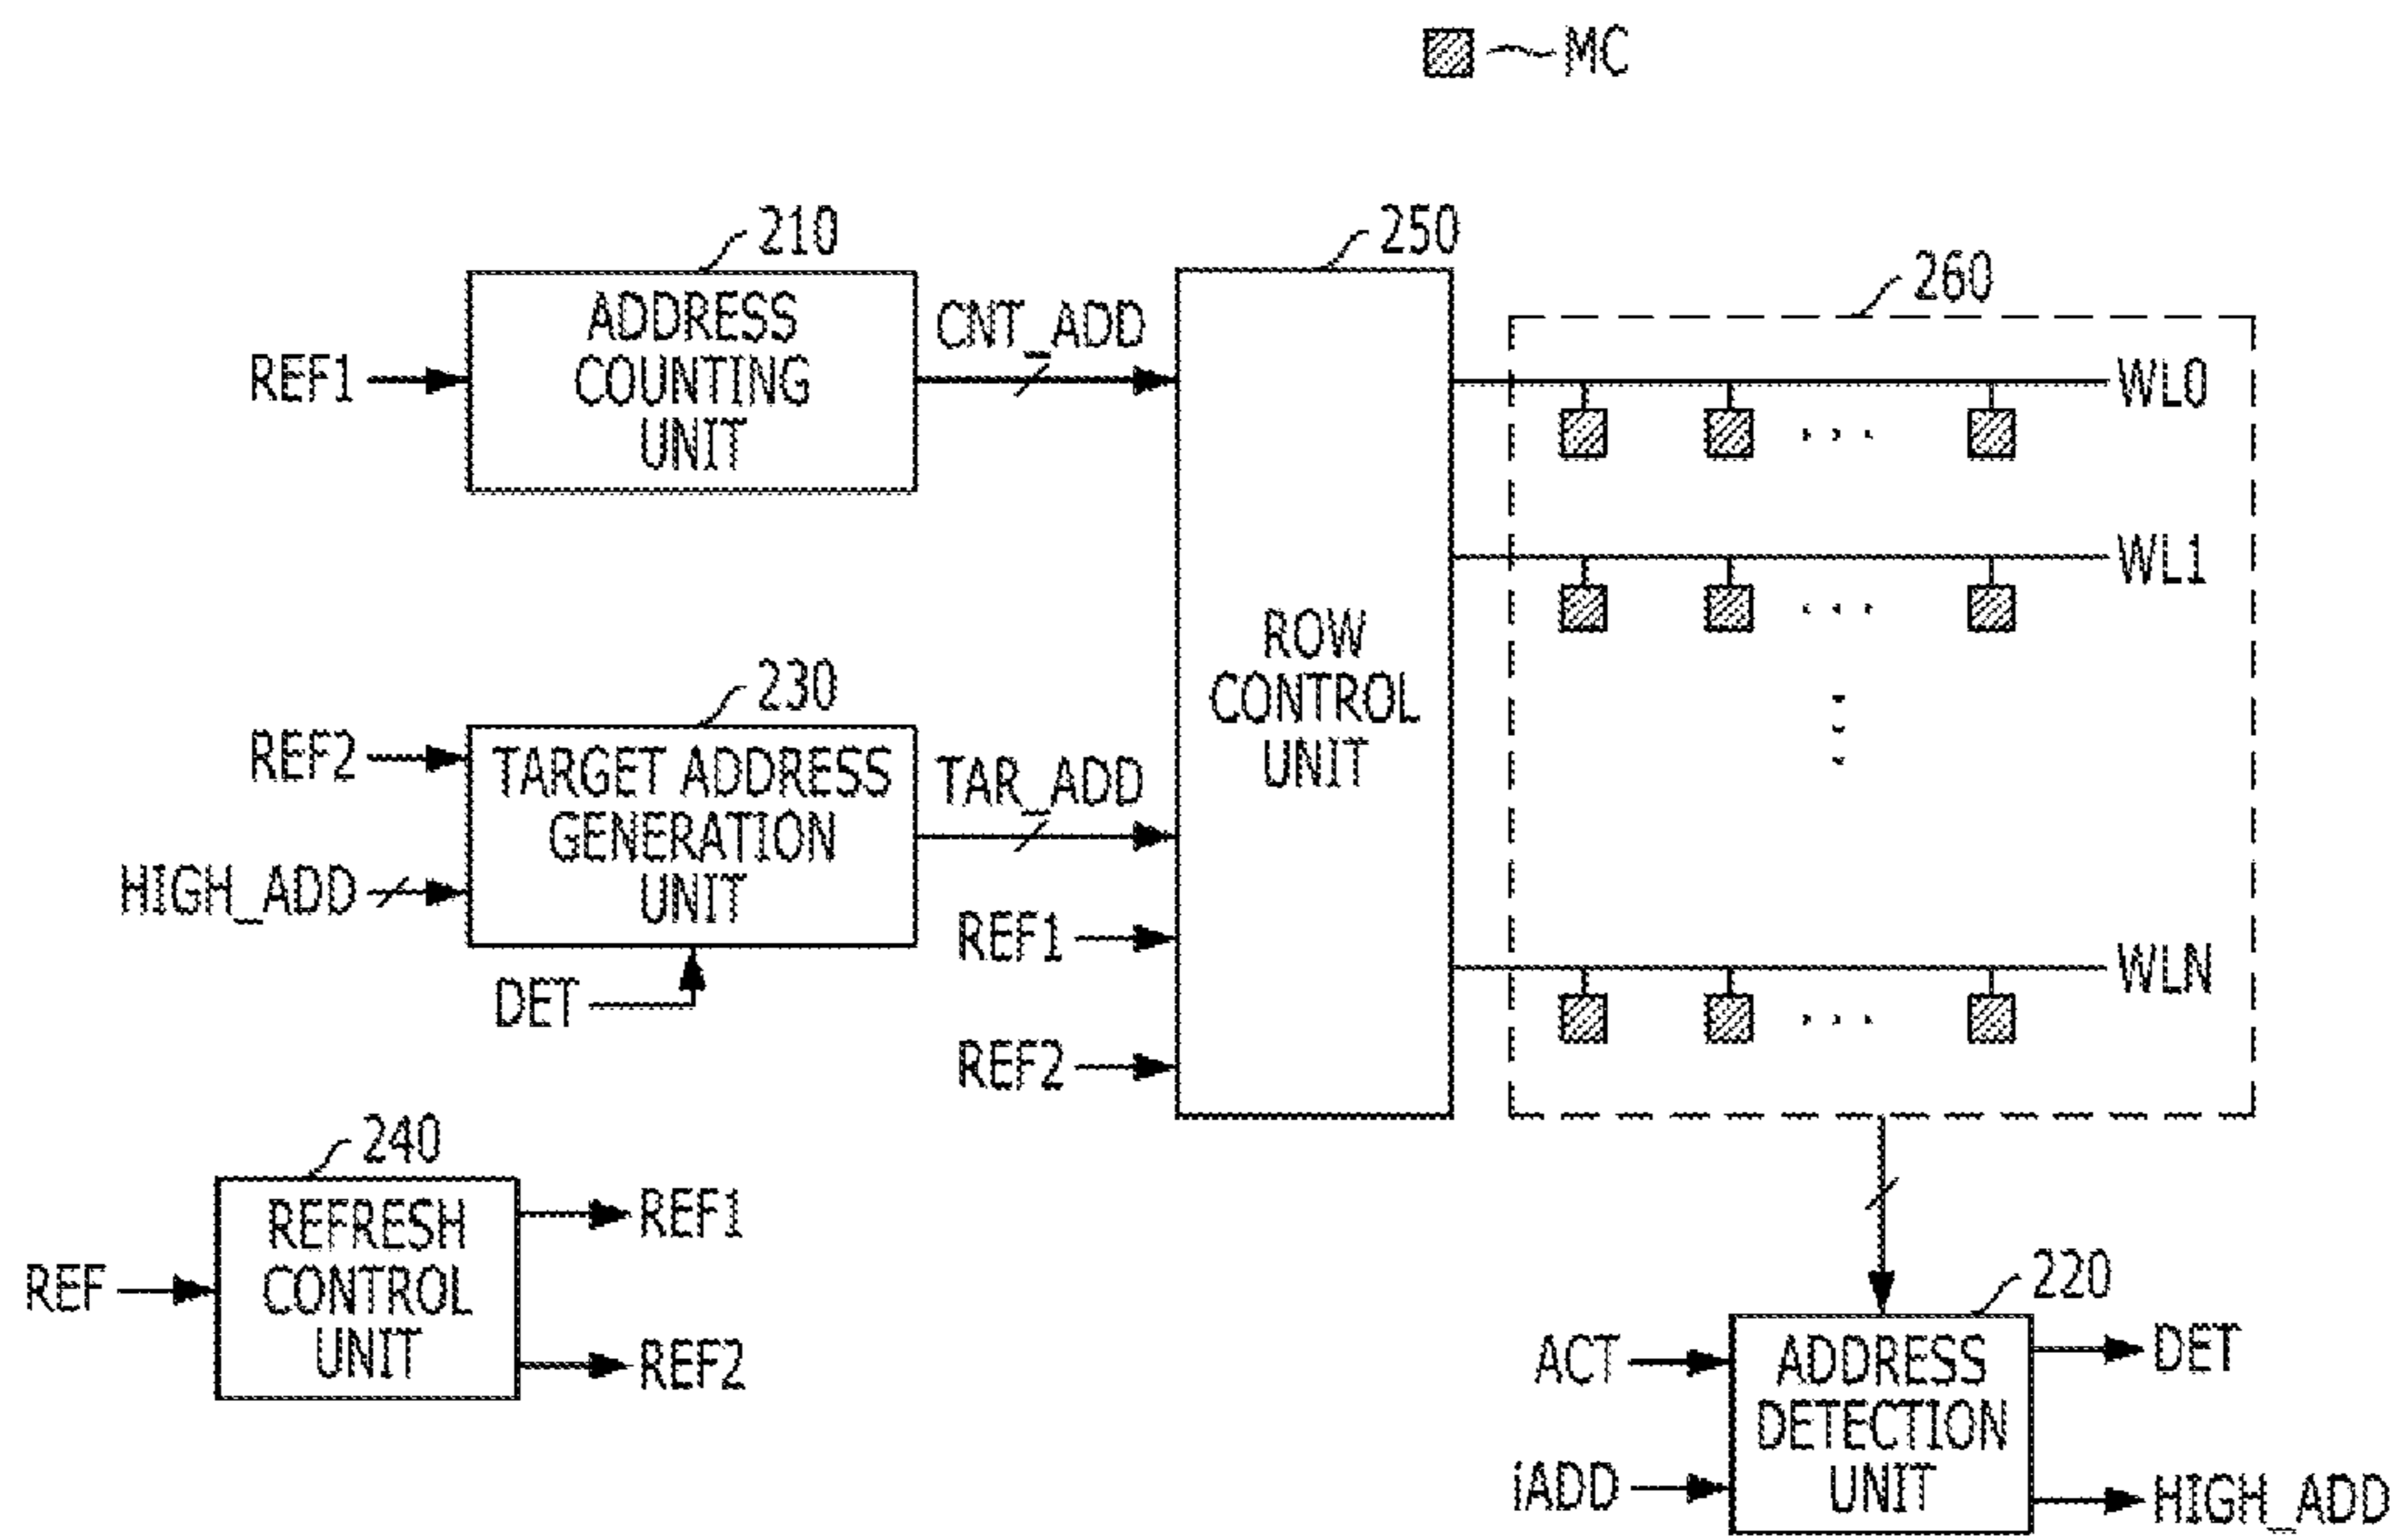 MC
210
250
260
ADDRESS
COUNTING
UNIT
REF1
CNT_ADD
WL0
WL1
230
ROW
CONTROL
UNIT
REF2
TARGET ADDRESS
GENERATION
UNIT
TAR_ADD
HIGH_ADD
REF1
DET
WLN
REF2
240
REFRESH
CONTROL
UNIT
REF1
REF
REF2
220
ACT
ADDRESS
DETECTION
UNIT
DET
iADD
HIGH_ADD